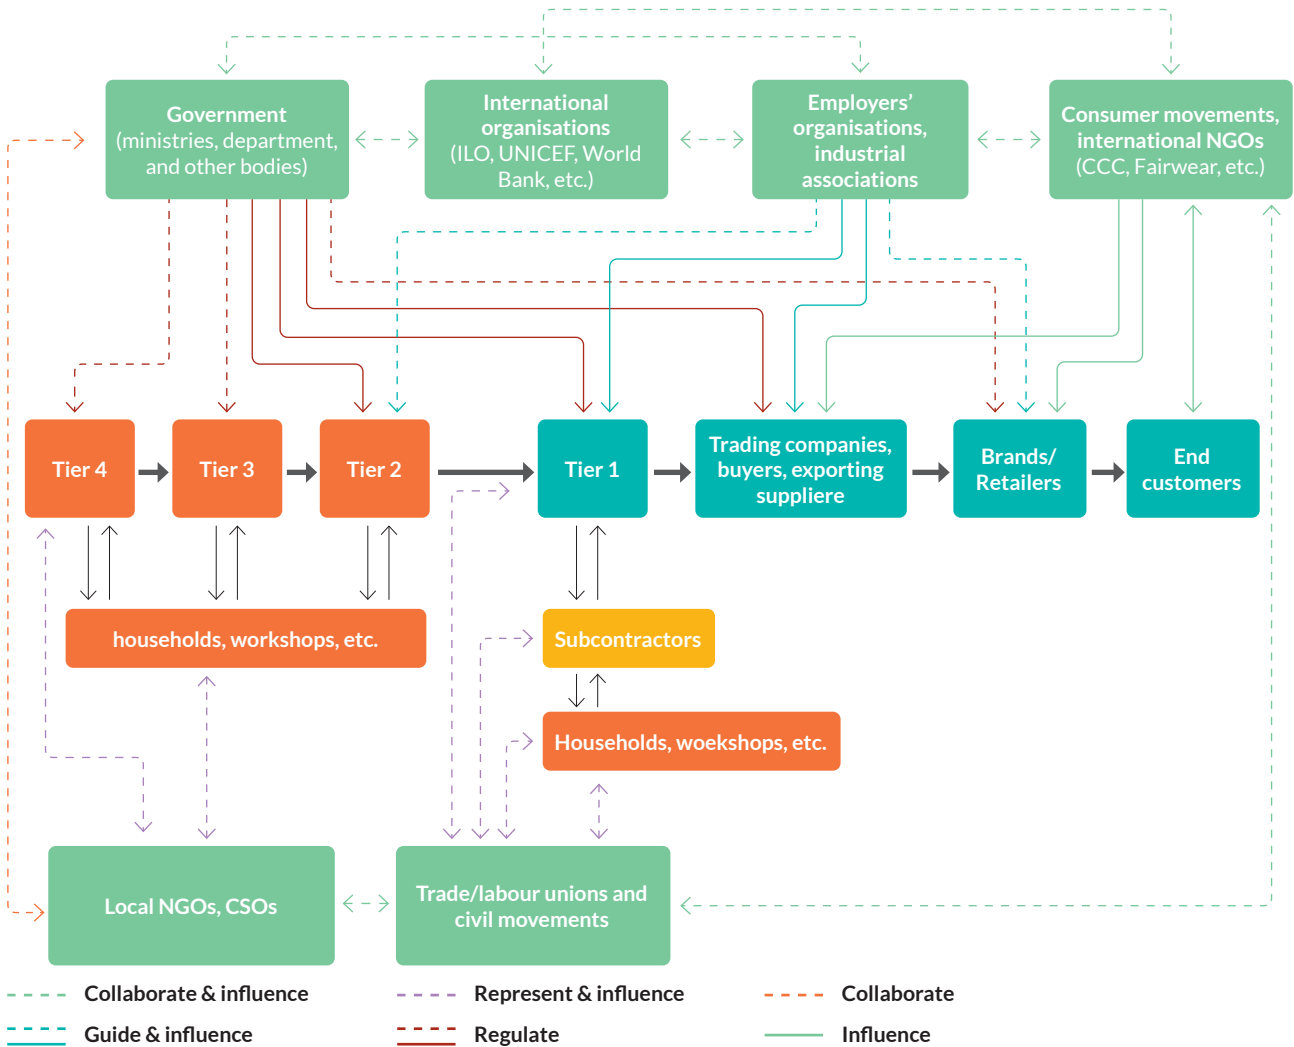 Government
(ministries, department,
and other bodies)
International
organisations
(ILO, UNICEF, World
Bank, etc.)
Employers’
organisations,
industrial
associations
Consumer movements,
international NGOs
(CCC, Fairwear, etc.)
Tier 4
Tier 3
Tier 2
Tier 1
Trading companies,
buyers, exporting
suppliere
Brands/
Retailers
End
customers
households, workshops, etc.
Subcontractors
Households, woekshops, etc.
Local NGOs, CSOs
Trade/labour unions and
civil movements
Collaborate & influence
Represent & influence
Collaborate
Guide & influence
Regulate
Influence